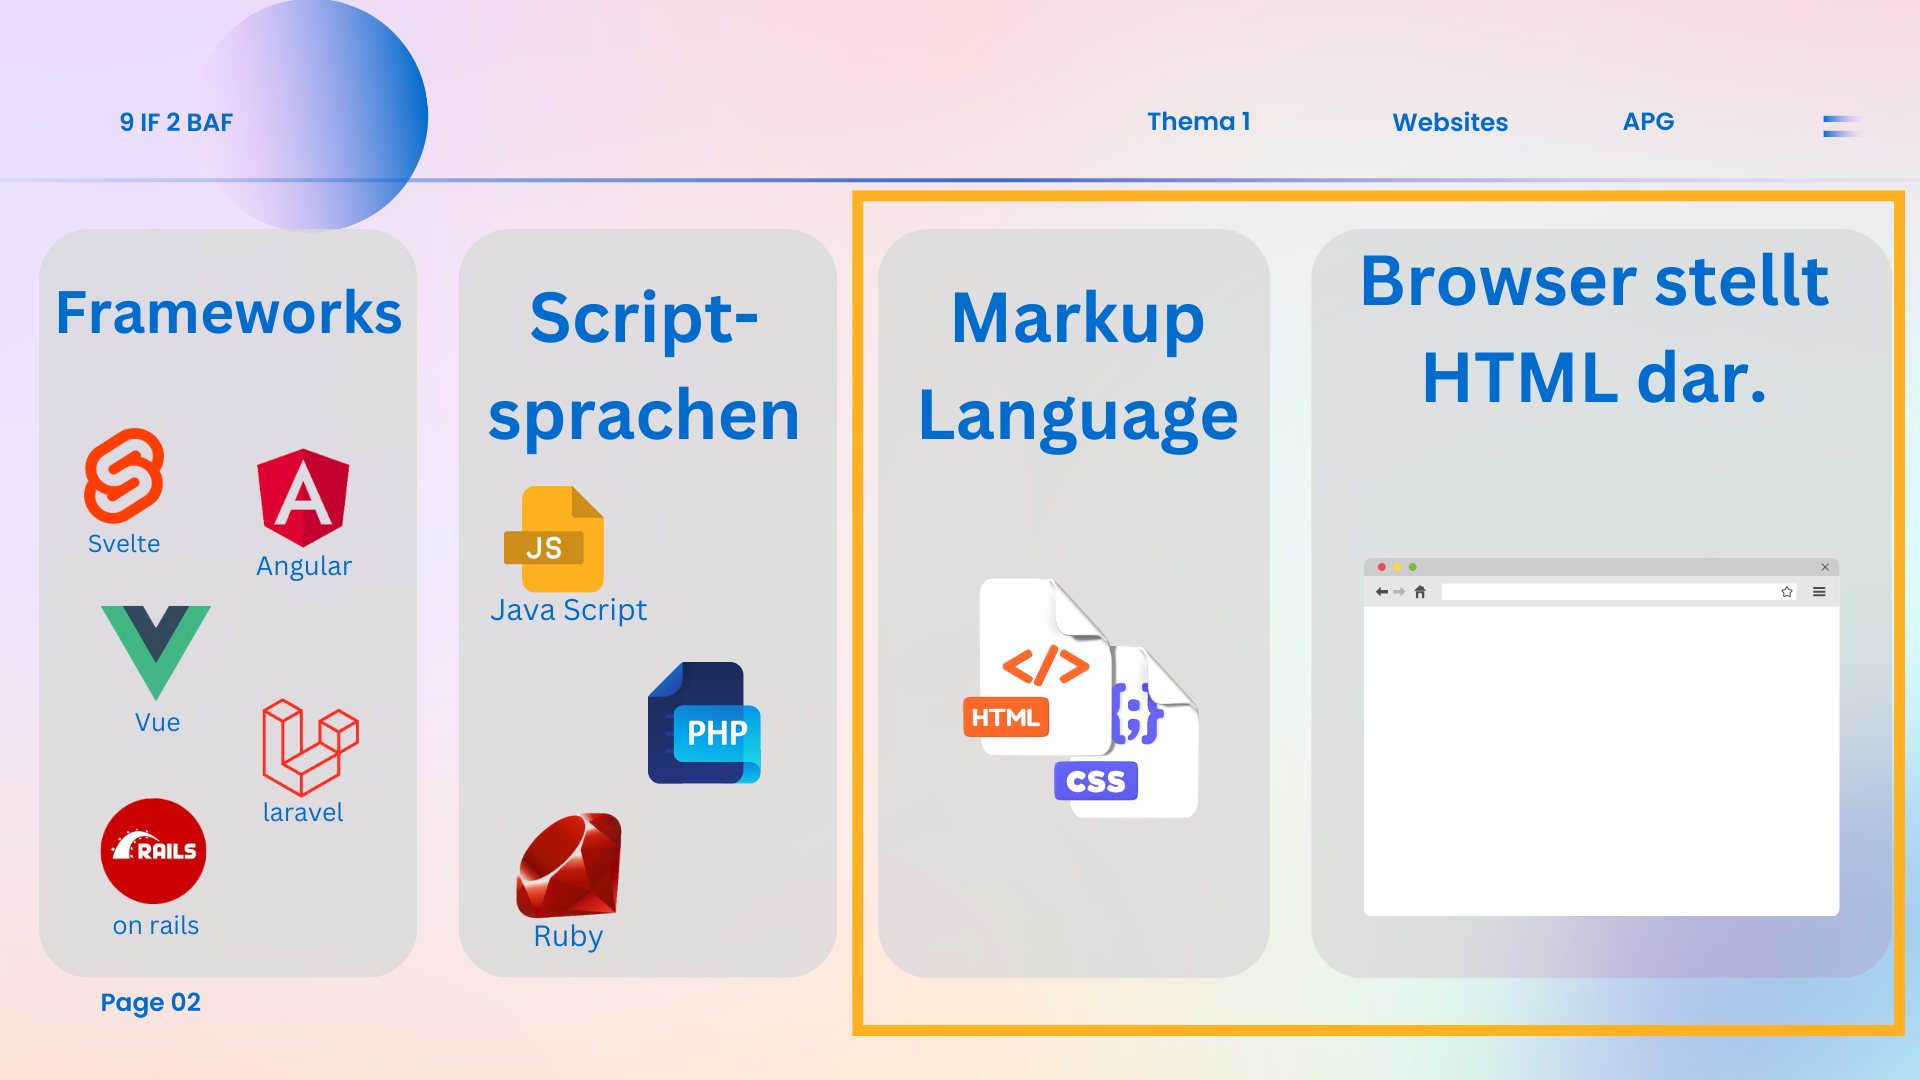 9 IF 2 BAF
Thema 1
Websites
APG
Frameworks
Svelte
Angular
Vue
laravel
RAILS
on rails
Script-
sprachen
JS
Java Script
PHP
Ruby
Markup
Language
</>
HTML
{;}
CSS
Browser stellt
HTML dar.
Page 02